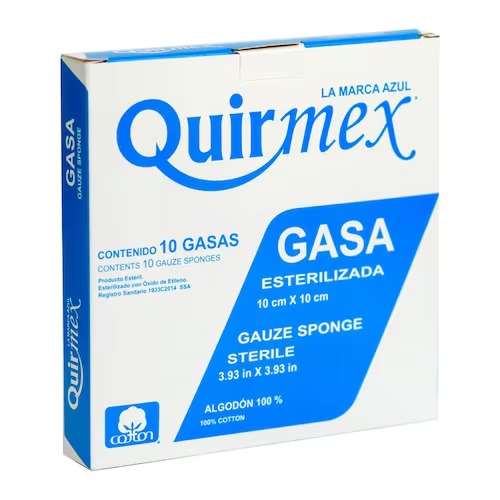 LA MARCA AZUL
Quirmex
CONTENIDO 10 GASAS
CONTENTS 10 GAUZE SPONGES
Producto Estéril.
Esterilizado con Óxido de Etileno.
Registro Sanitario 1933C2014 SSA
GASA
ESTERILIZADA
10 cm X 10 cm
GAUZE SPONGE
STERILE
3.93 in X 3.93 in
ALGODÓN 100 %
100% COTTON
GASA
GAUZE SPONGE
LA MARCA AZUL
Quirmex
cotton